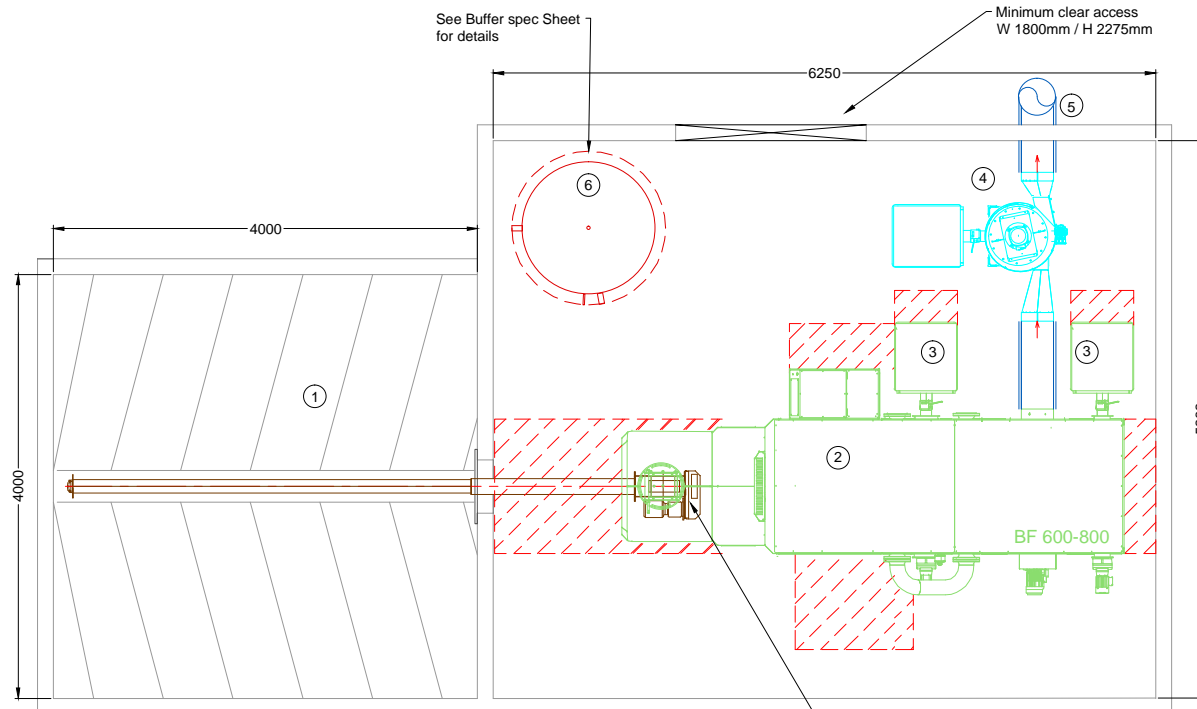 See Buffer spec Sheet
for details
Minimum clear access
W 1800mm / H 2275mm
6250
5
6
4
4000
3
3
1
2
4000
BF 600-800